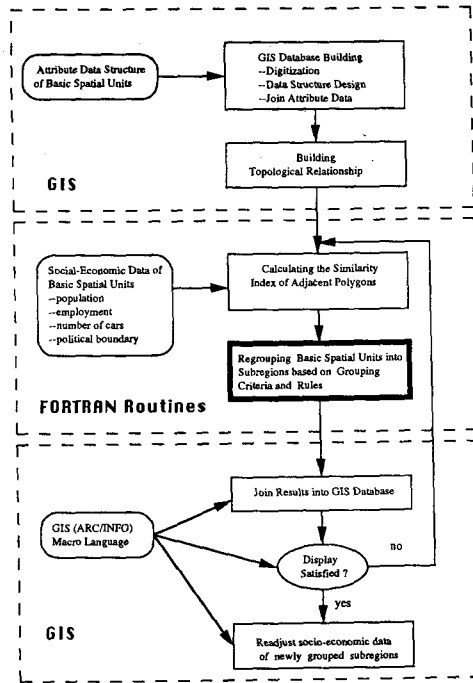 Attribute Data Structure
of Basic Spatial Units
GIS Database Building
--Digitization
--Data Structure Design
--Join Attribute Data
Building
Topological Relationship
GIS
Social-Economic Data of
Basic Spatial Units
--population
--employment
--number of cars
--political boundary
Calculating the Similarity
Index of Adjacent Polygons
Regrouping Basic Spatial Units into
Subregions based on Grouping
Criteria and Rules
FORTRAN Routines
Join Results into GIS Database
GIS (ARC/INFO)
Macro Language
Display
Satisfied ?
no
yes
Readjust socio-economic data
of newly grouped subregions
GIS